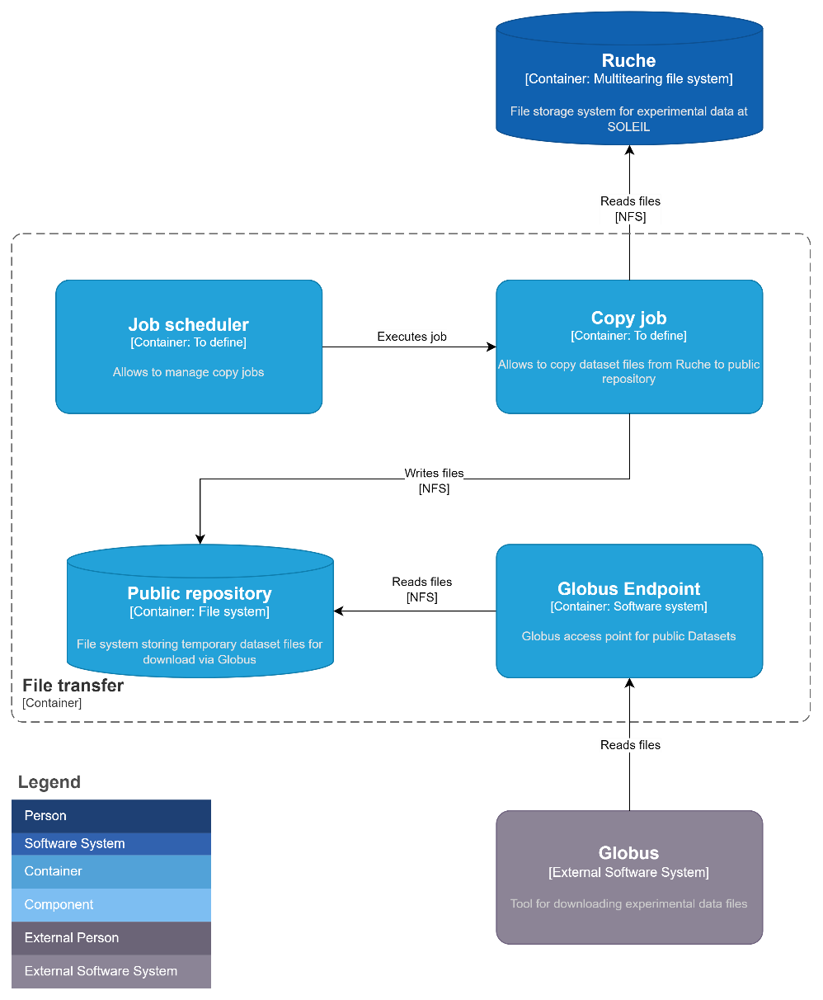 Ruche
[Container: Multitearing file system]
File storage system for experimental data at
SOLEIL
Reads files
[NFS]
Job scheduler
[Container: To define]
Allows to manage copy jobs
Executes job
Copy job
[Container: To define]
Allows to copy dataset files from Ruche to public
repository
Writes files
[NFS]
Public repository
[Container: File system]
File system storing temporary dataset files for
download via Globus
Reads files
[NFS]
Globus Endpoint
[Container: Software system]
Globus access point for public Datasets
File transfer
[Container]
Reads files
Globus
[External Software System]
Tool for downloading experimental data files
Legend
Person
Software System
Container
Component
External Person
External Software System